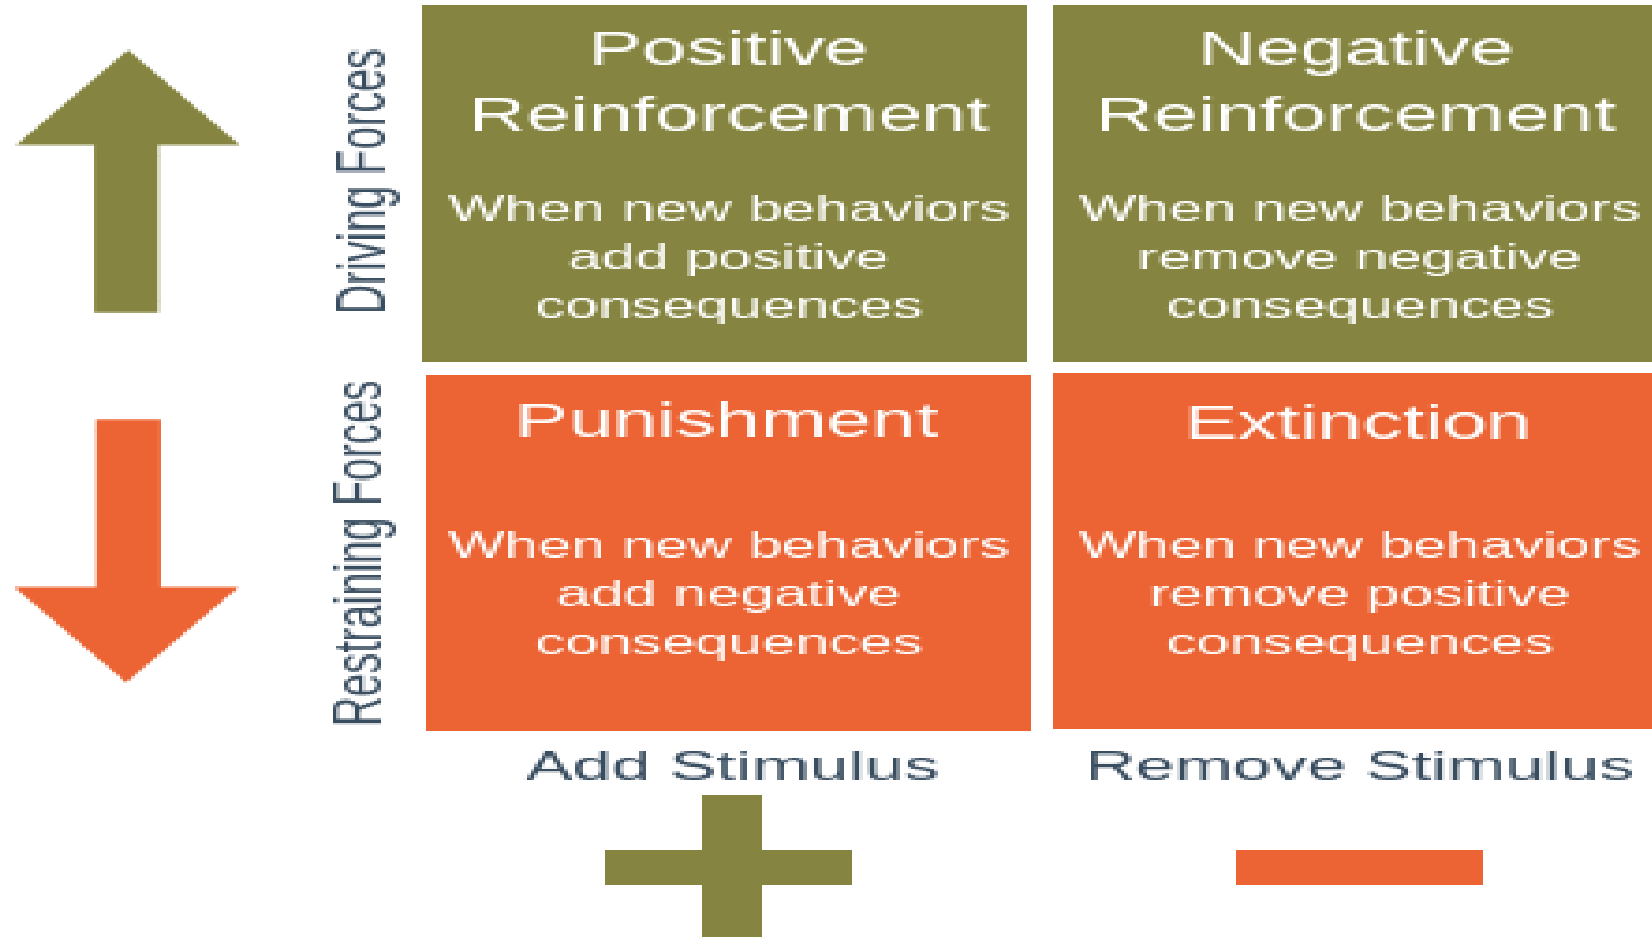 Driving Forces
Positive
Reinforcement
When new behaviors
add positive
consequences
Negative
Reinforcement
When new behaviors
remove negative
consequences
Restraining Forces
Punishment
When new behaviors
add negative
consequences
Extinction
When new behaviors
remove positive
consequences
Add Stimulus
Remove Stimulus